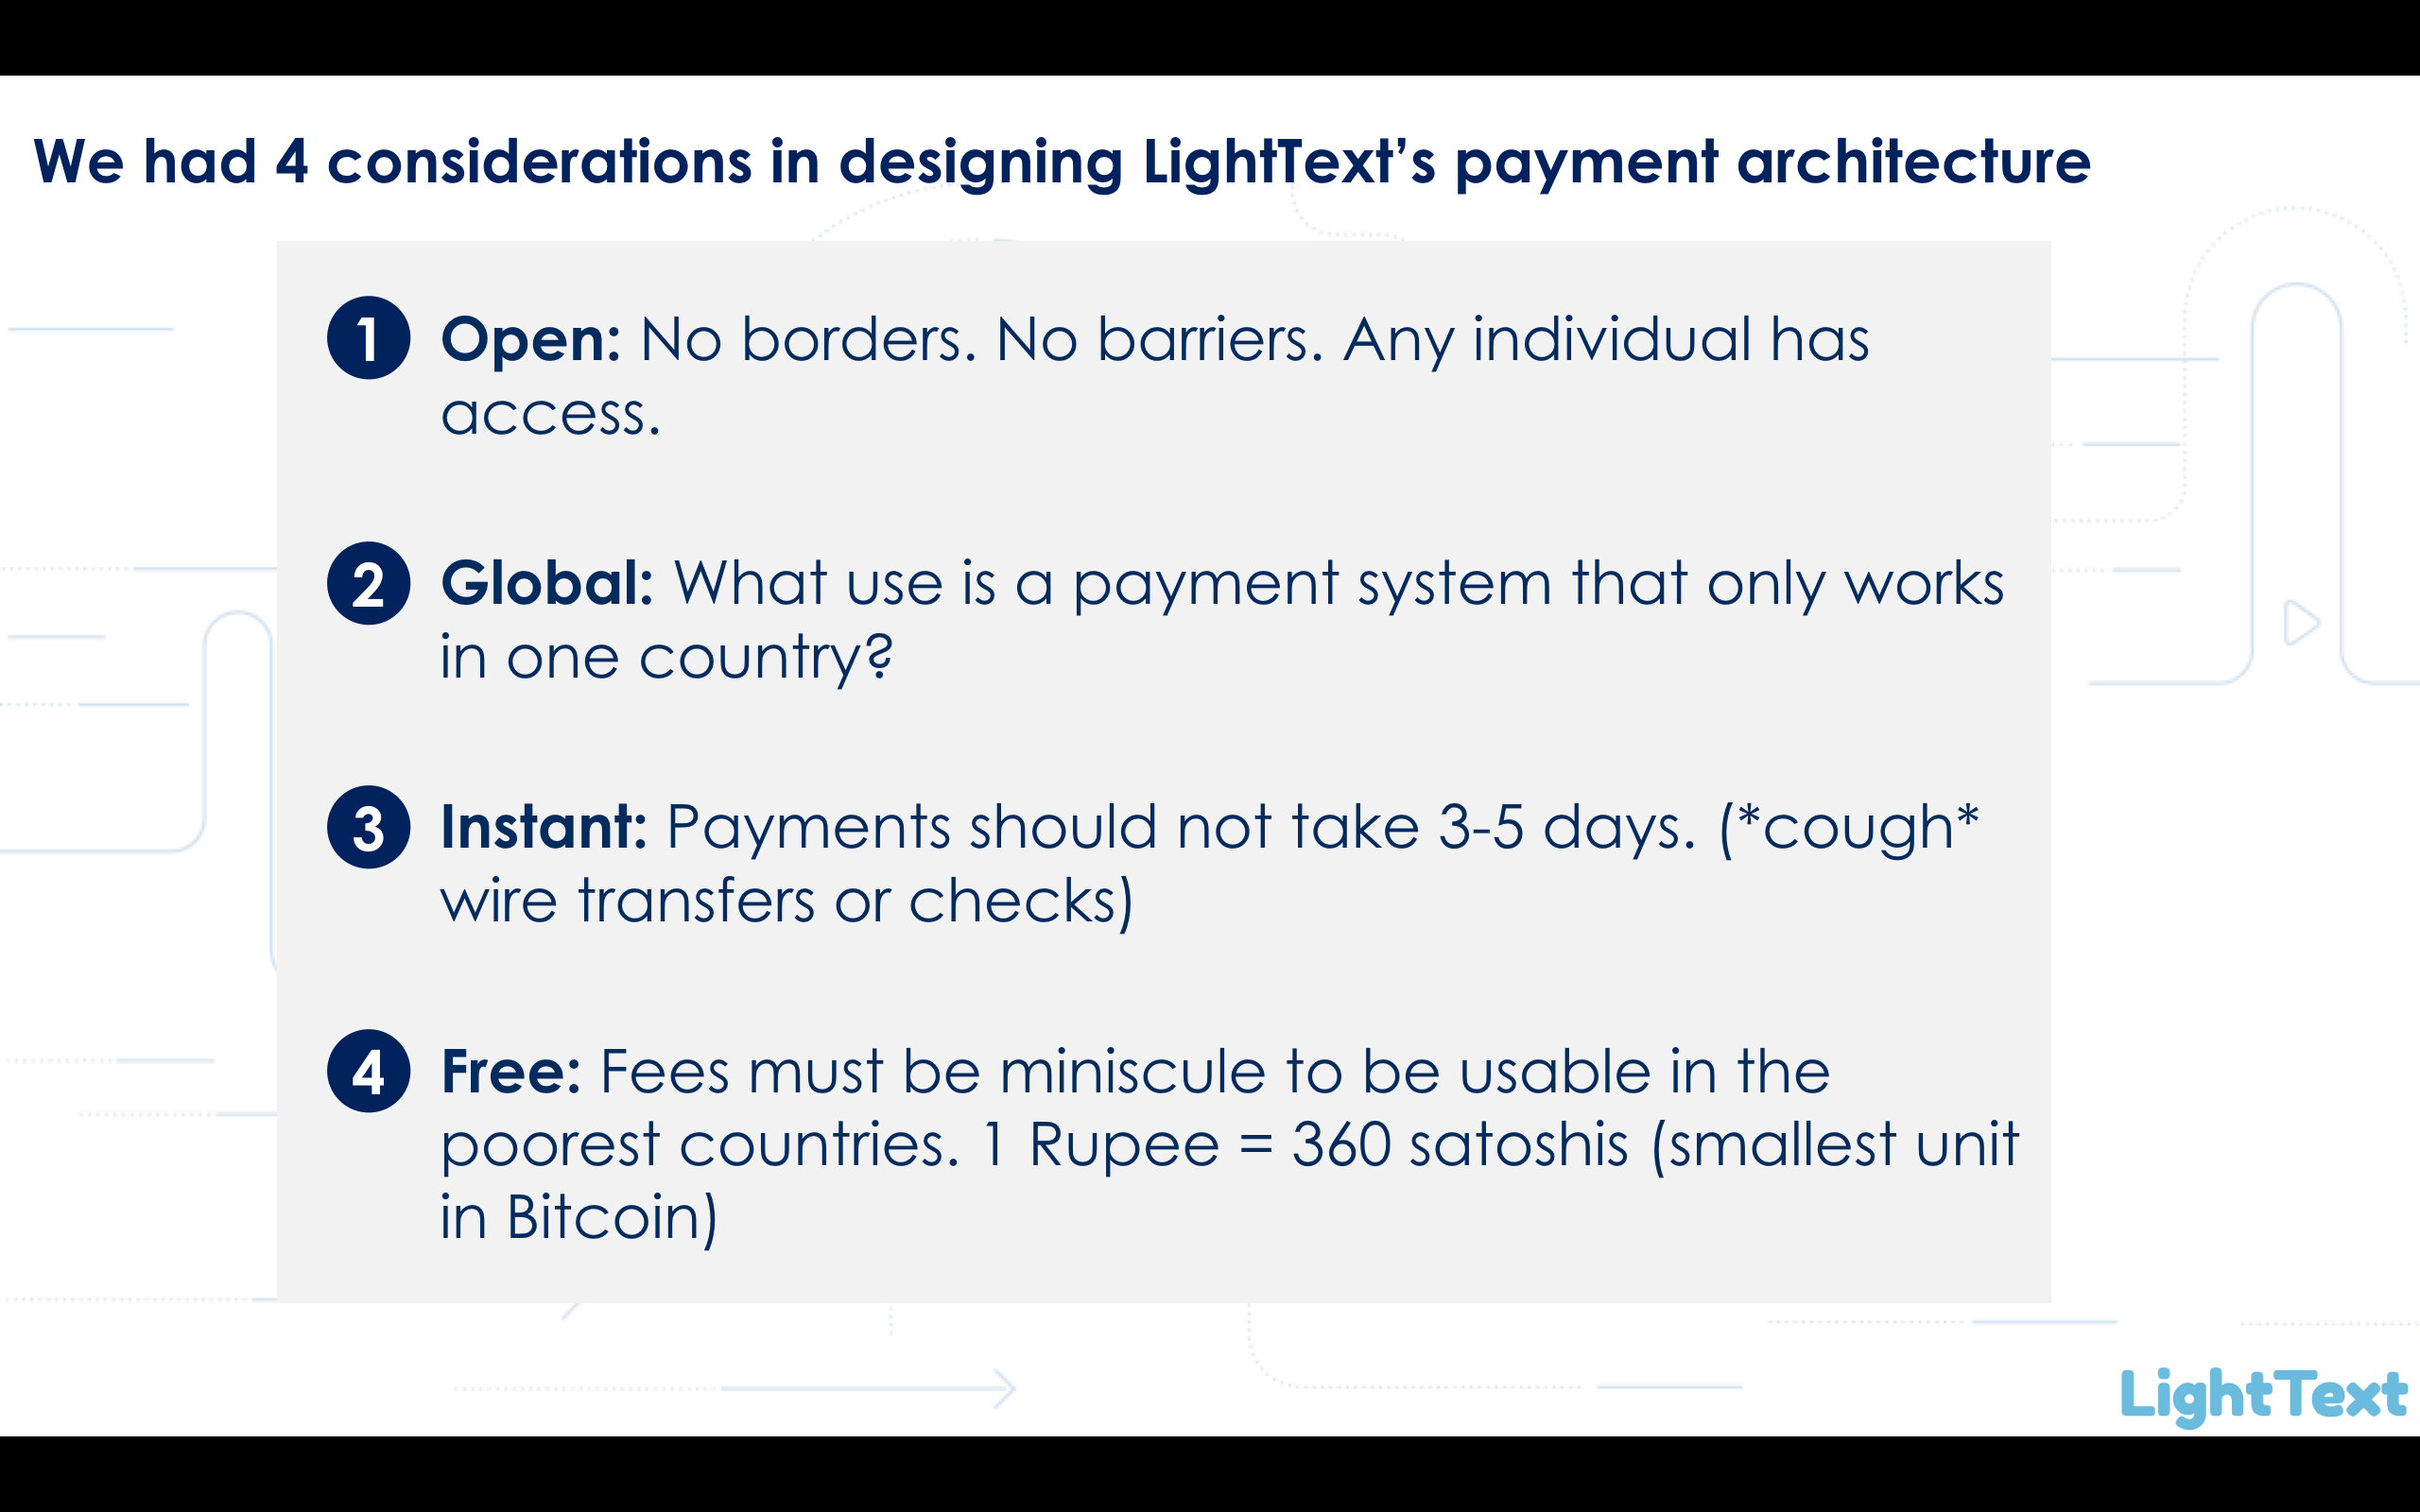 We had 4 considerations in designing LightText’s payment architecture
1 Open: No borders. No barriers. Any individual has
access.
2 Global: What use is a payment system that only works
in one country?
3 Instant: Payments should not take 3-5 days. (*cough*
wire transfers or checks)
4 Free: Fees must be miniscule to be usable in the
poorest countries. 1 Rupee = 360 satoshis (smallest unit
in Bitcoin)
LightText